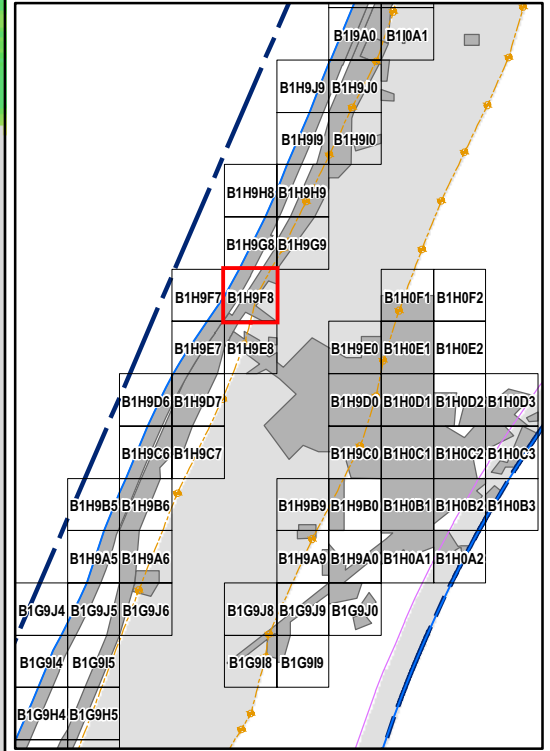 B1I9A0 B1I0A1
B1H9J9 B1H9J0
B1H9I9 B1H9I0
B1H9H8 B1H9H9
B1H9G8 B1H9G9
B1H9F7 B1H9F8 B1H0F1 B1H0F2
B1H9E7 B1H9E8 B1H9E0 B1H0E1 B1H0E2
B1H9D6 B1H9D7 B1H9D0 B1H0D1 B1H0D2 B1H0D3
B1H9C6 B1H9C7 B1H9C0 B1H0C1 B1H0C2 B1H0C3
B1H9B5 B1H9B6 B1H9B9 B1H9B0 B1H0B1 B1H0B2 B1H0B3
B1H9A5 B1H9A6 B1H9A9 B1H9A0 B1H0A1 B1H0A2
B1G9J4 B1G9J5 B1G9J6 B1G9J8 B1G9J9 B1G9J0
B1G9I4 B1G9I5 B1G9I8 B1G9I9
B1G9H4 B1G9H5